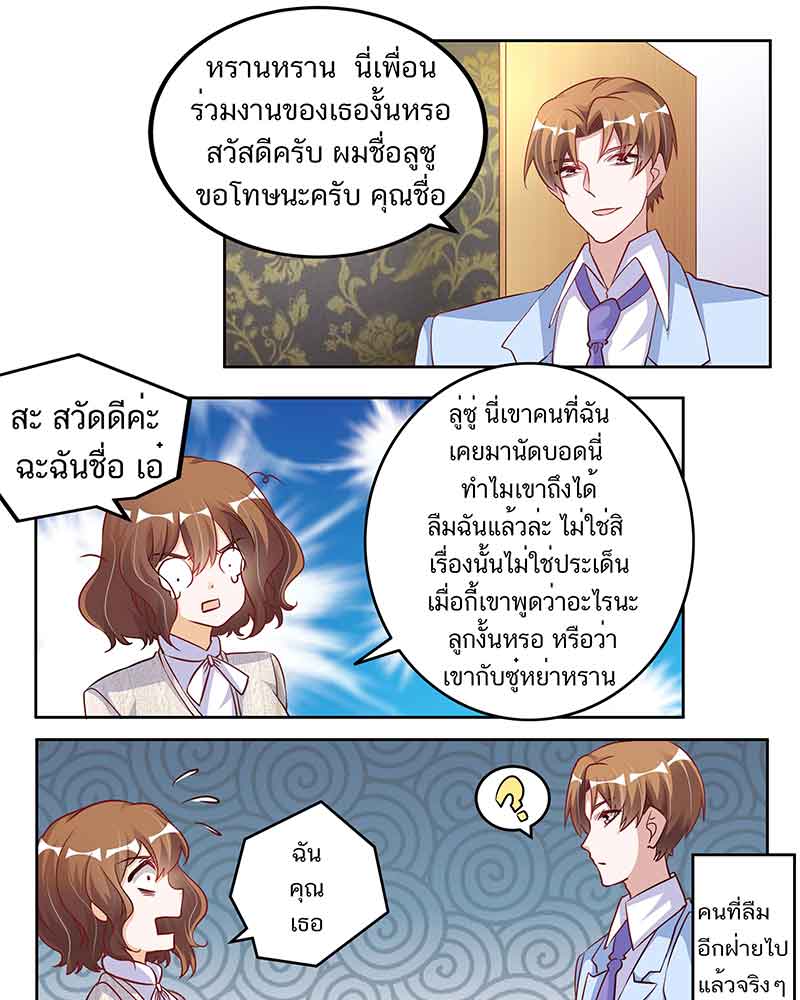 หรานหราน นี่เพื่อน
ร่วมงานของเธองั้นหรอ
สวัสดีครับ ผมชื่อลูซู
ขอโทษนะครับ คุณชื่อ
สะ สวัดดีค่ะ
ฉะฉันชื่อ เอ๋
ลู่ซู่ นี่เขาคนที่ฉัน
เคยมานัดบอดนี่
ทำไมเขาถึงได้
ลืมฉันแล้วล่ะ ไม่ใช่สิ
เรื่องนั้นไม่ใช่ประเด็น
เมื่อกี้เขาพูดว่าอะไรนะ
ลูกงั้นหรอ หรือว่า
เขากับซู๋หย่าหราน
ฉัน
คุณ
เธอ
?
คนที่ลืม
อีกฝ่ายไป
แล้วจริงๆ